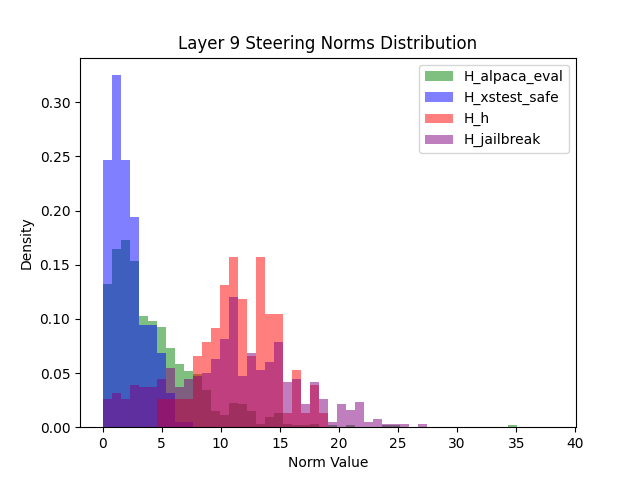 Layer 9 Steering Norms Distribution
H_alpaca_eval
H_xstest_safe
H_h
H_jailbreak
Density
0.30
0.25
0.20
0.15
0.10
0.05
0.00
0 5 10 15 20 25 30 35 40
Norm Value